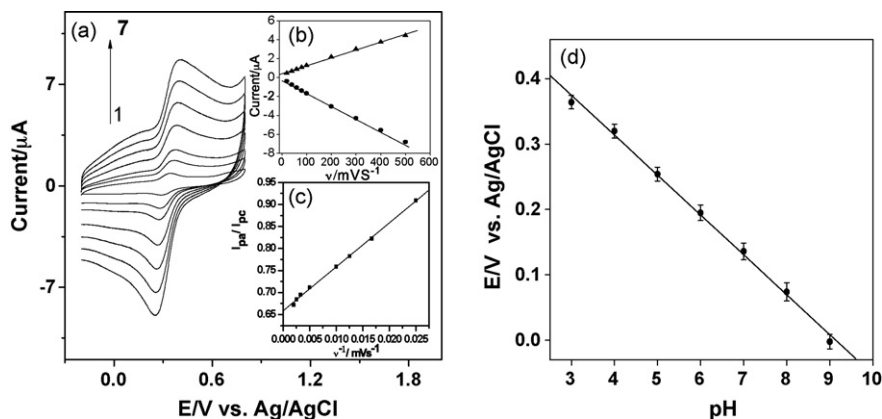 (a)
7
1
7
0
-7
Current/μA
0.0 0.6 1.2 1.8
E/V vs. Ag/AgCl
(b)
8
4
0
-4
-8
Current/μA
0 100 200 300 400 500 600
ν/mVS⁻¹
(c)
0.95
0.90
0.85
0.80
0.75
0.70
0.65
Ipa/ Ipc
0.000 0.005 0.010 0.015 0.020 0.025
ν⁻¹/ mVs⁻¹
(d)
0.4
0.3
0.2
0.1
0.0
E/V vs. Ag/AgCl
3 4 5 6 7 8 9 10
pH